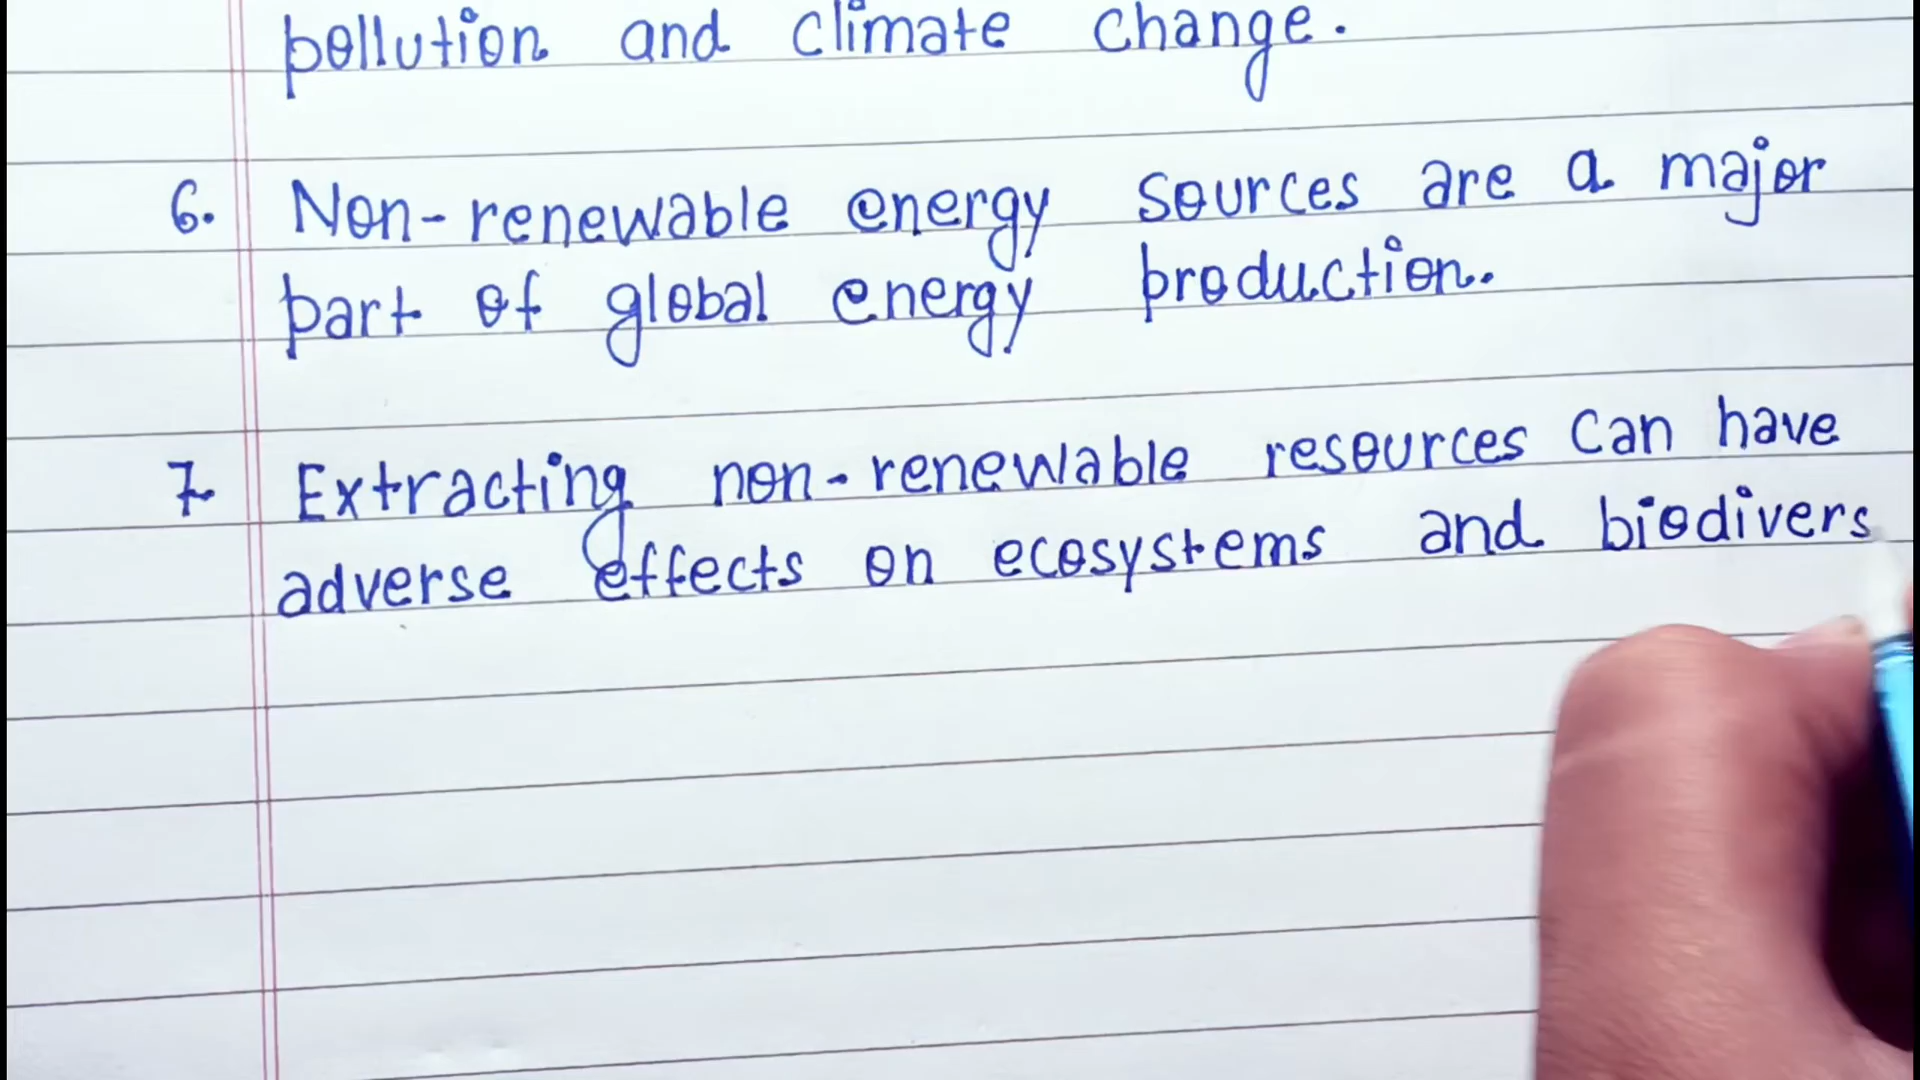 pollution and climate change.
6. Non-renewable energy sources are a major
part of global energy production.
7. Extracting non-renewable resources can have
adverse effects on ecosystems and biodivers